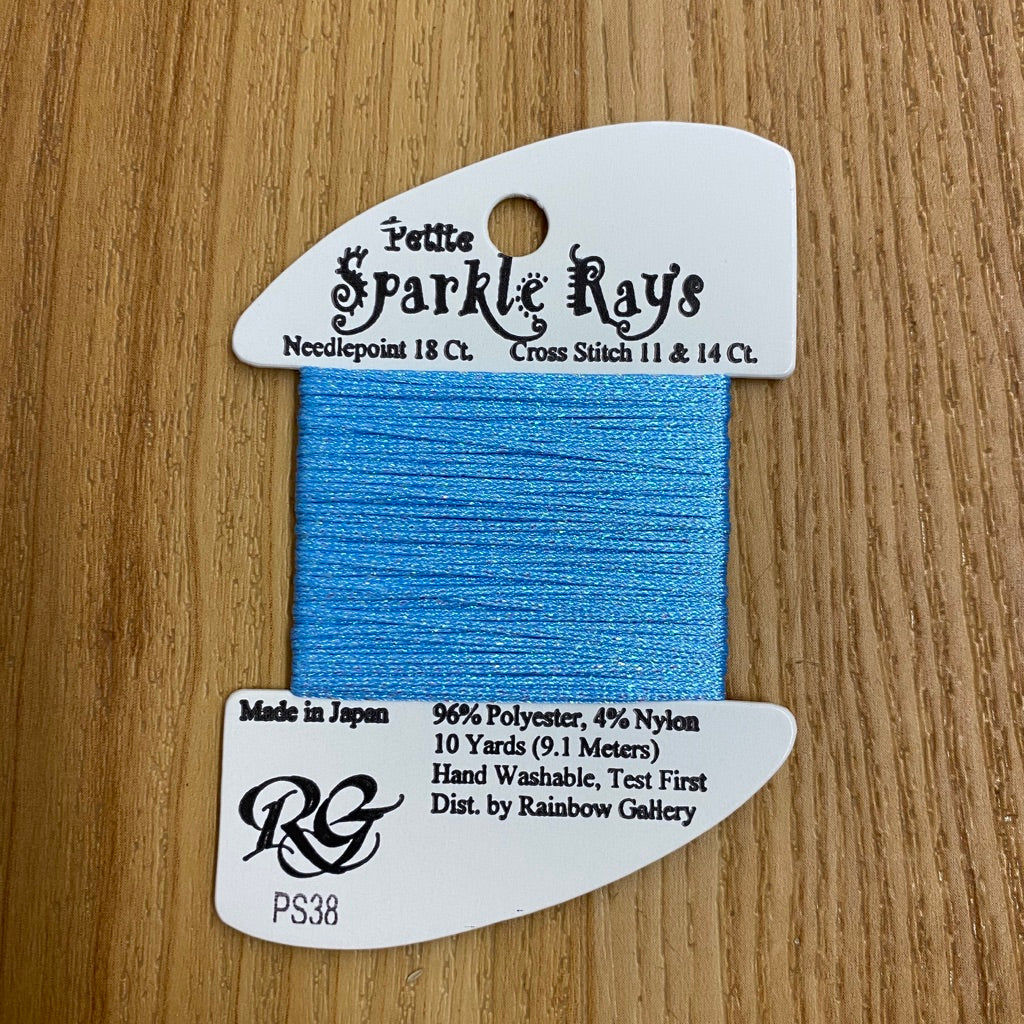 Petite
Sparkle Rays
Needlepoint 18 Ct. Cross Stitch 11 & 14 Ct.
Made in Japan
96% Polyester, 4% Nylon
10 Yards (9.1 Meters)
Hand Washable, Test First
Dist. by Rainbow Gallery
RG
PS38